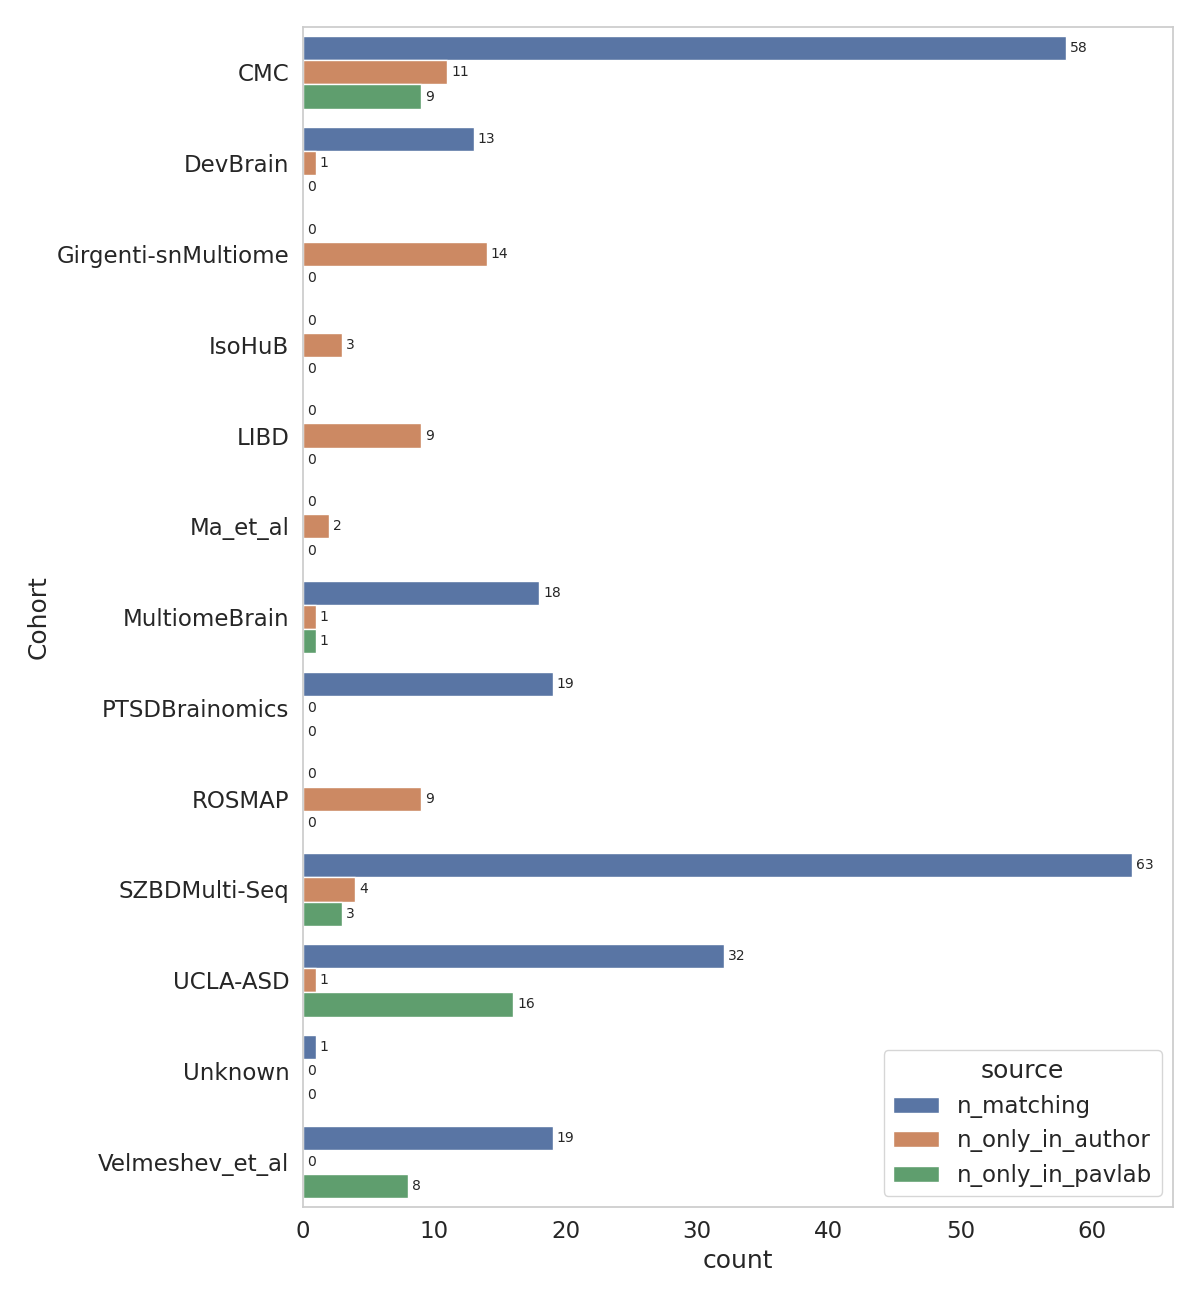 CMC
58
11
9
DevBrain
13
1
0
Girgenti-snMultiome
0
14
0
IsoHuB
0
3
0
LIBD
0
9
0
Ma_et_al
0
2
0
MultiomeBrain
18
1
1
PTSDBrainomics
19
0
0
ROSMAP
0
9
0
SZBDMulti-Seq
63
4
3
UCLA-ASD
32
1
16
Unknown
1
0
0
Velmeshev_et_al
19
0
8
Cohort
source
n_matching
n_only_in_author
n_only_in_pavlab
0 10 20 30 40 50 60
count